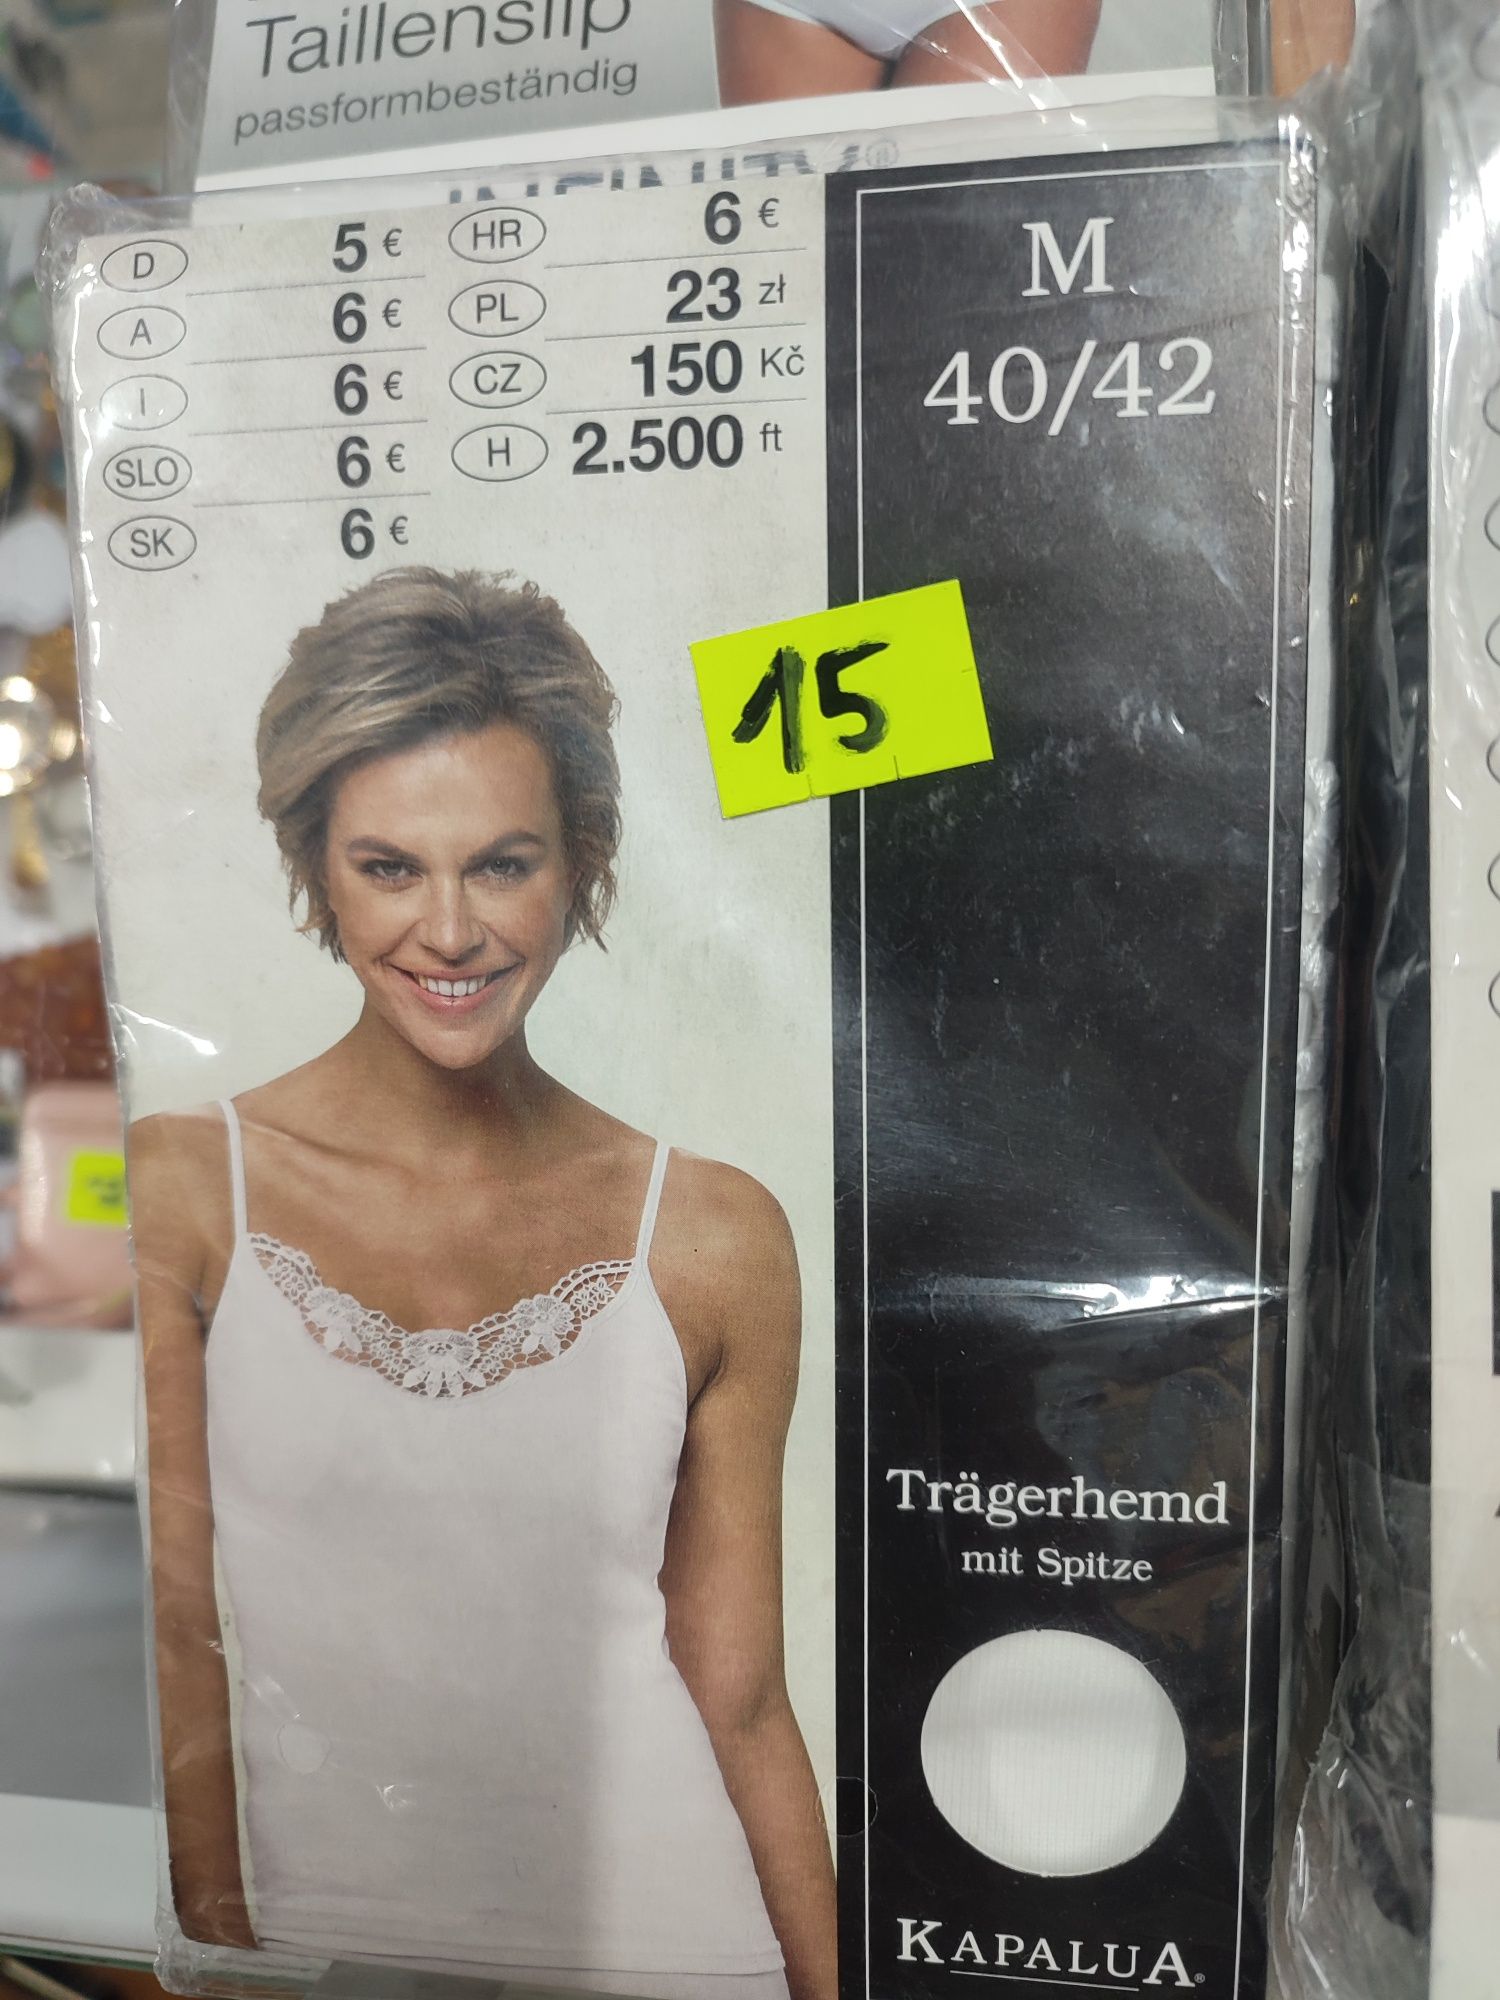 Taillenslip
passformbeständig
D 5 €
A 6 €
I 6 €
SLO 6 €
SK 6 €
HR 6 €
PL 23 zł
CZ 150 Kč
H 2.500 ft
M
40/42
15
Trägerhemd
mit Spitze
KAPALUA®